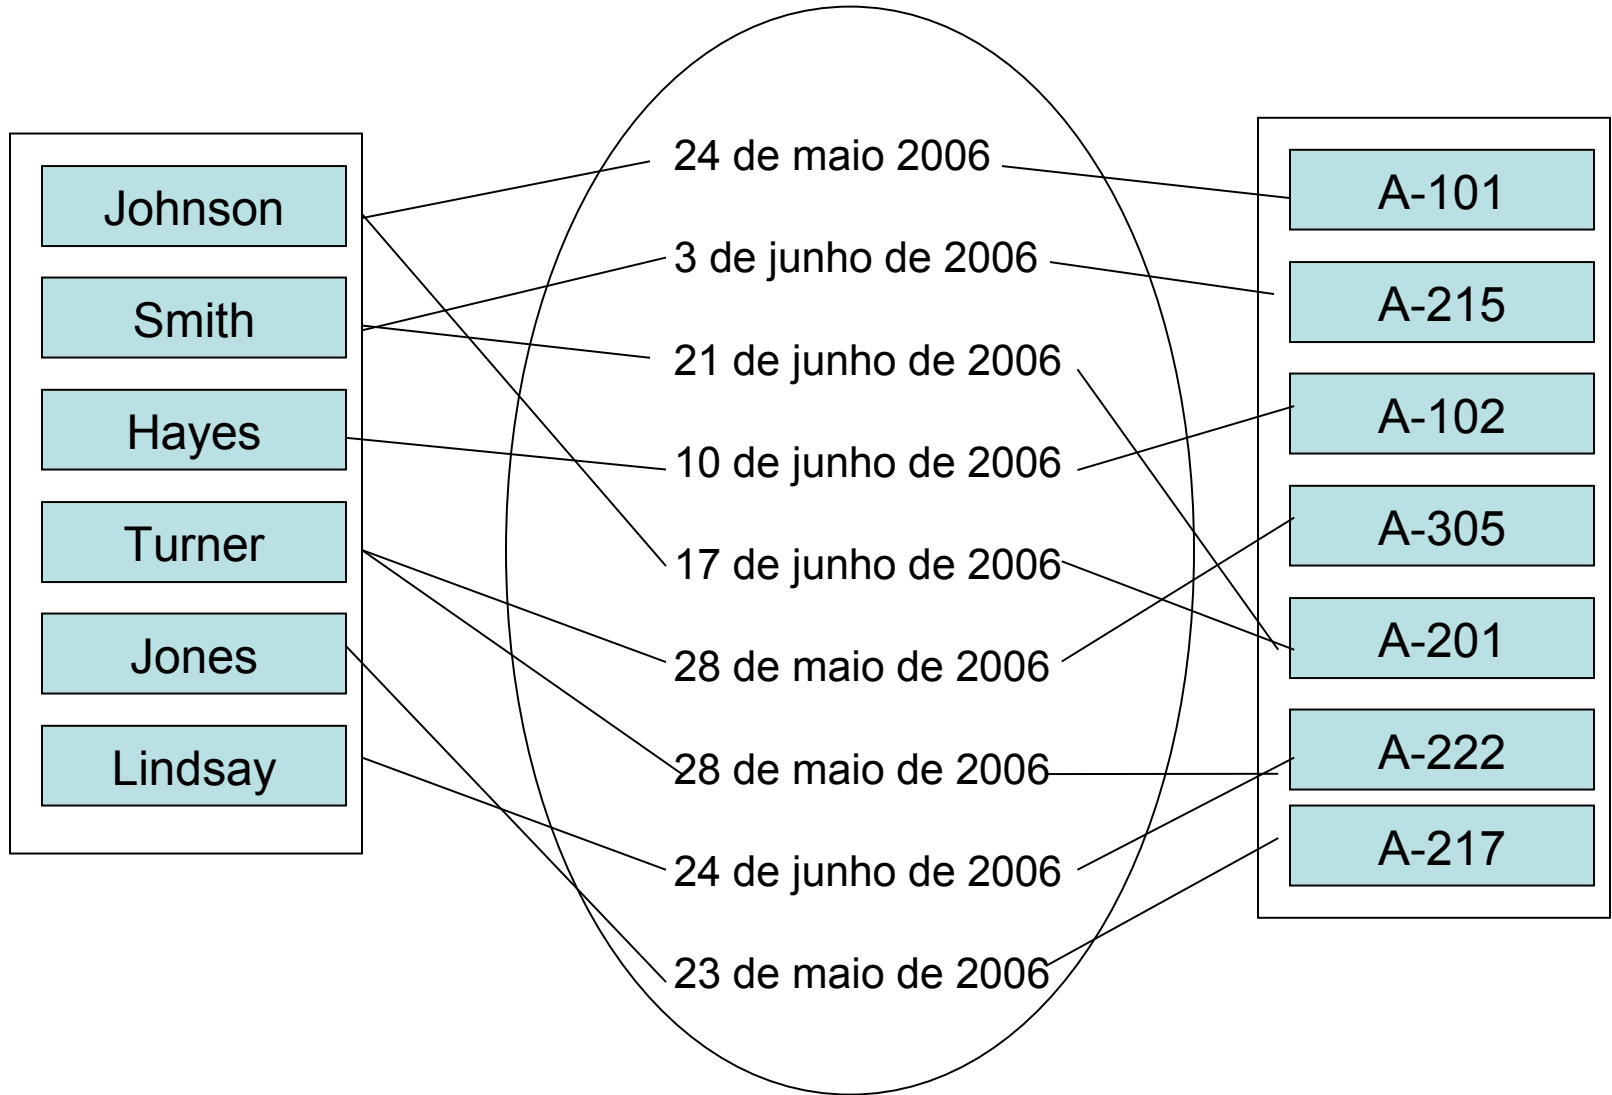 Johnson
Smith
Hayes
Turner
Jones
Lindsay
24 de maio 2006
3 de junho de 2006
21 de junho de 2006
10 de junho de 2006
17 de junho de 2006
28 de maio de 2006
28 de maio de 2006
24 de junho de 2006
23 de maio de 2006
A-101
A-215
A-102
A-305
A-201
A-222
A-217